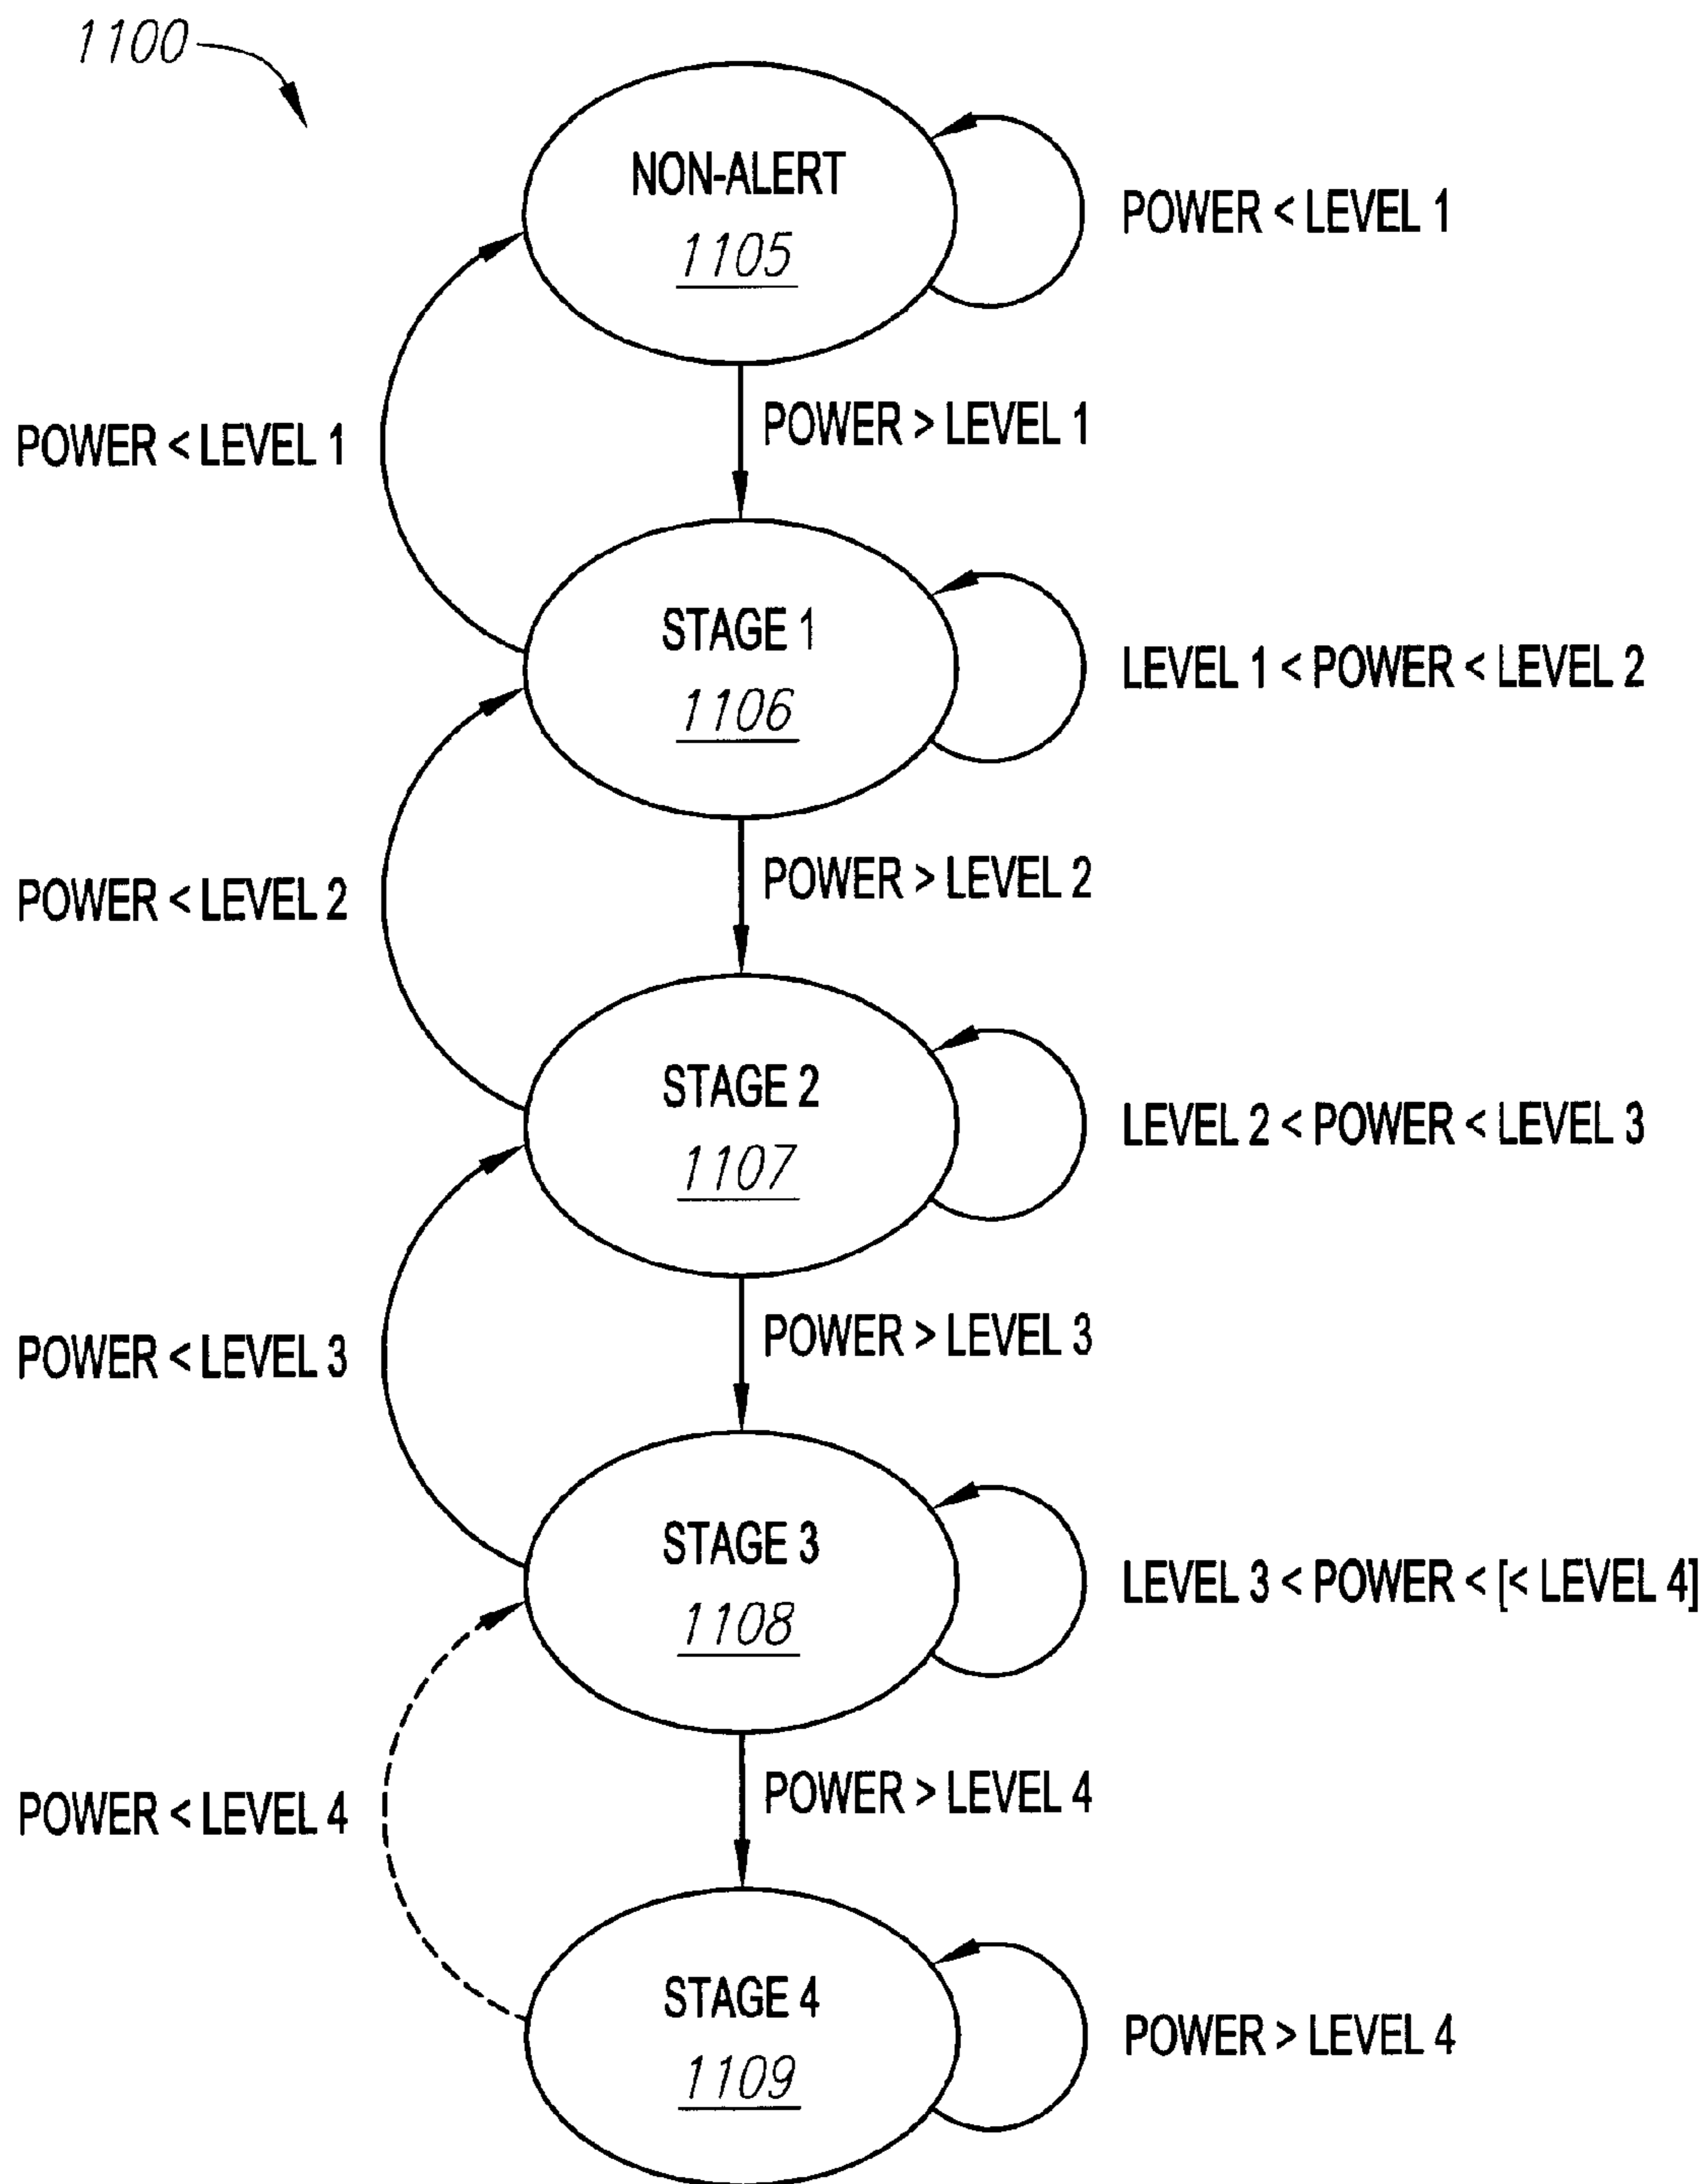 1100
NON-ALERT
1105
POWER < LEVEL 1
POWER > LEVEL 1
POWER < LEVEL 1
STAGE 1
1106
LEVEL 1 < POWER < LEVEL 2
POWER > LEVEL 2
POWER < LEVEL 2
STAGE 2
1107
LEVEL 2 < POWER < LEVEL 3
POWER > LEVEL 3
POWER < LEVEL 3
STAGE 3
1108
LEVEL 3 < POWER < [< LEVEL 4]
POWER > LEVEL 4
POWER < LEVEL 4
STAGE 4
1109
POWER > LEVEL 4